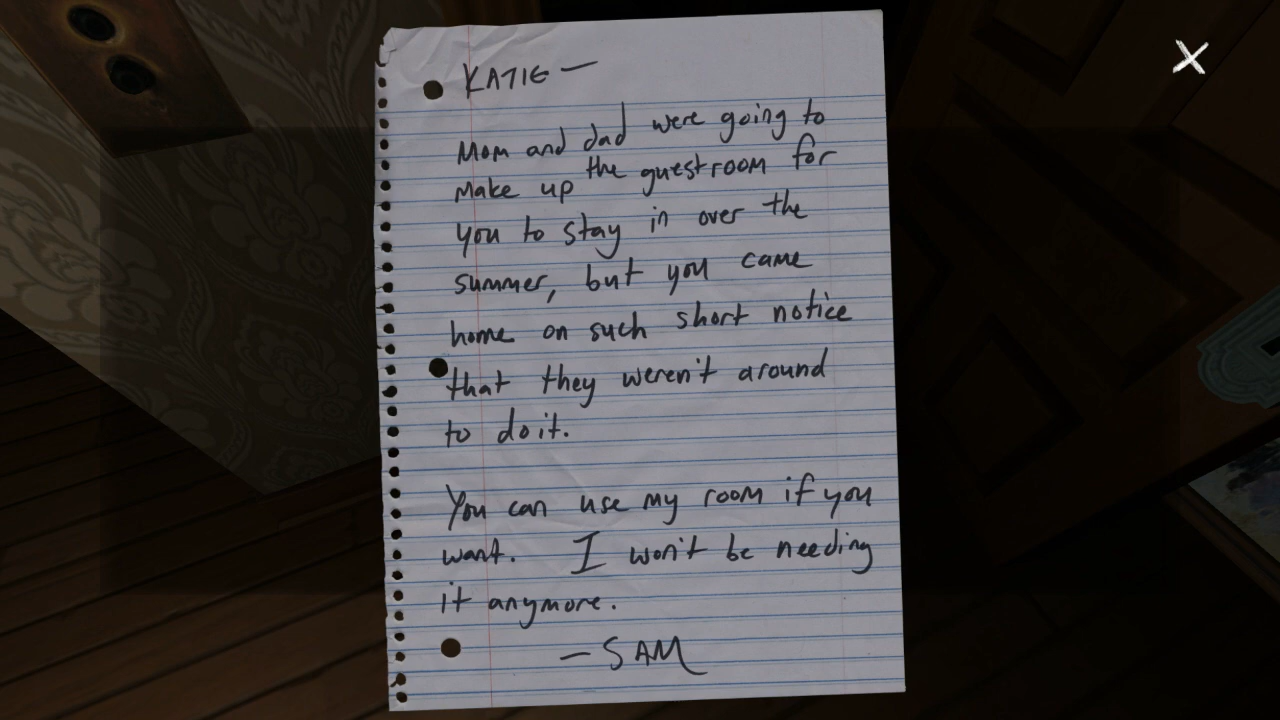 KATIE —
Mom and dad were going to
make up the guestroom for
you to stay in over the
summer, but you came
home on such short notice
that they weren't around
to do it.
You can use my room if you
want. I won't be needing
it anymore.
— SAM